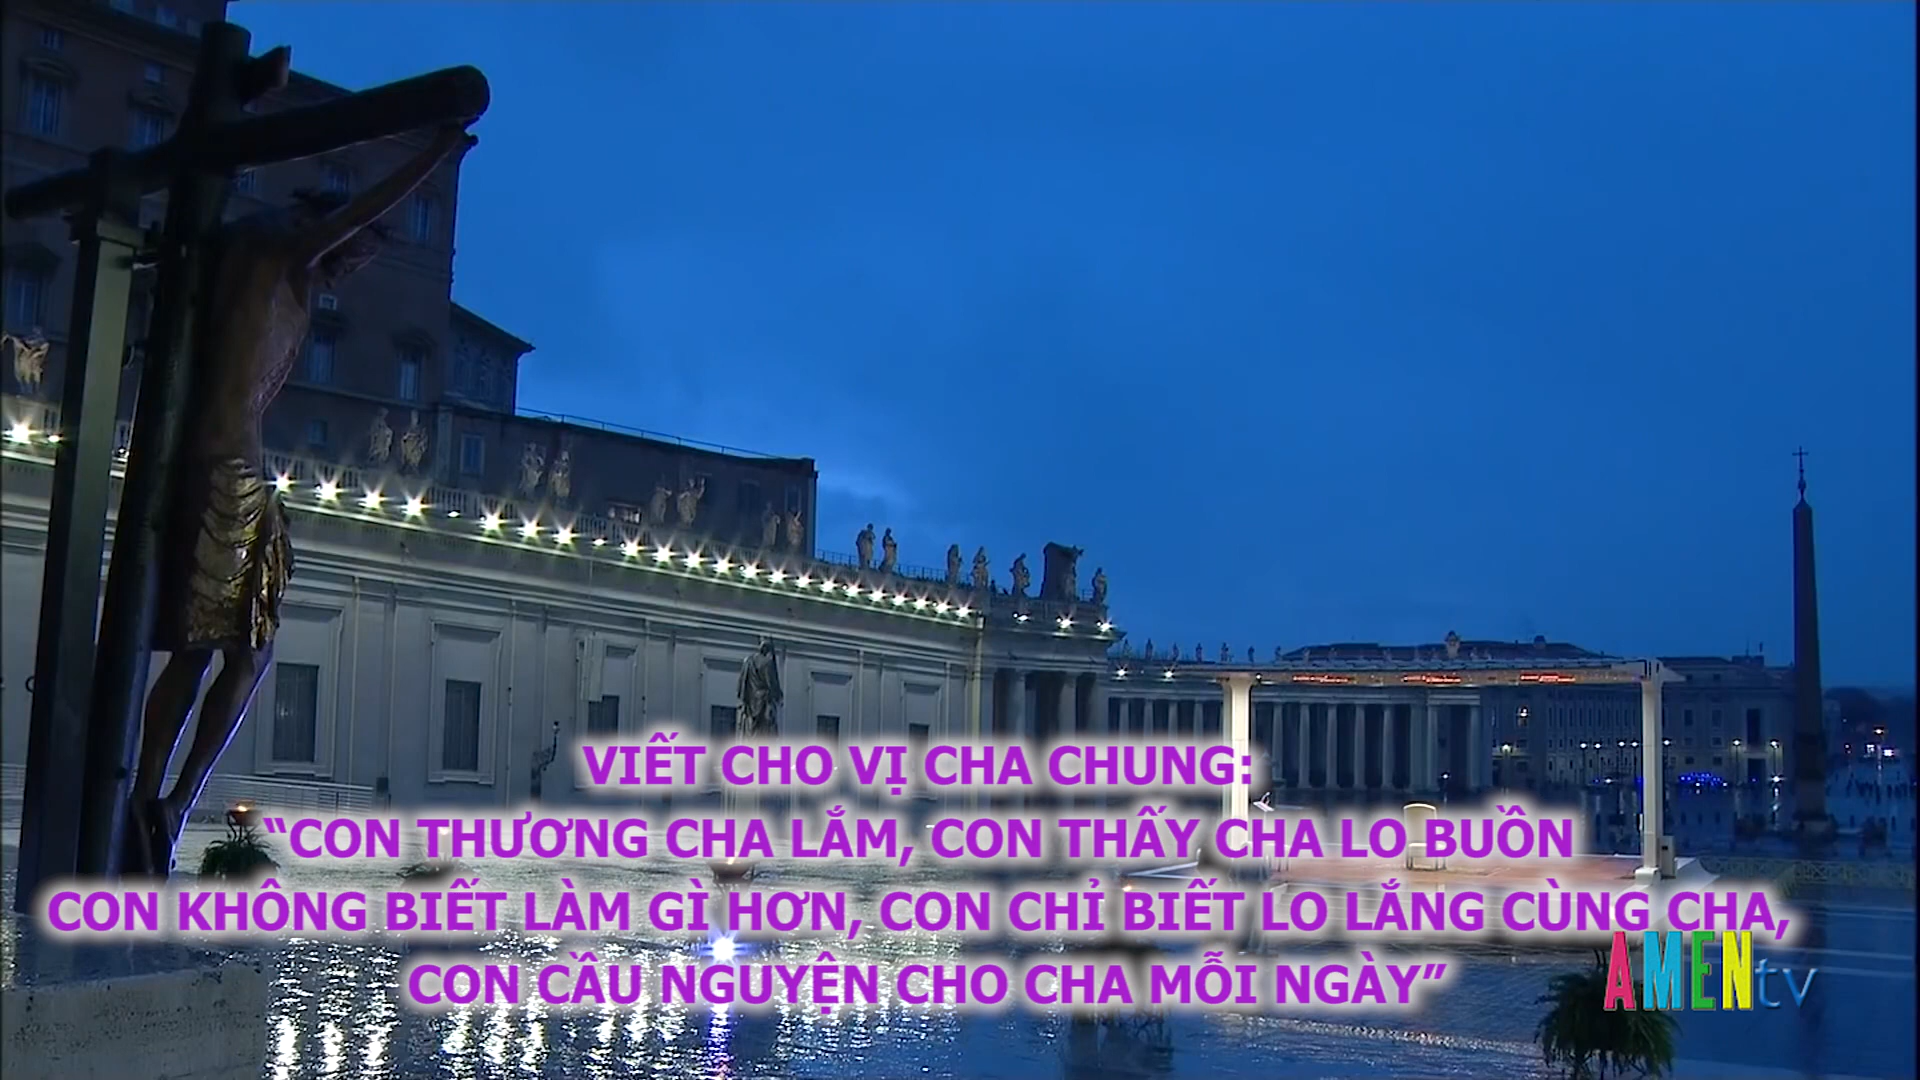 VIẾT CHO VỊ CHA CHUNG:
“CON THƯƠNG CHA LẮM, CON THẤY CHA LO BUỒN
CON KHÔNG BIẾT LÀM GÌ HƠN, CON CHỈ BIẾT LO LẮNG CÙNG CHA,
CON CẦU NGUYỆN CHO CHA MỖI NGÀY”
AMENtv